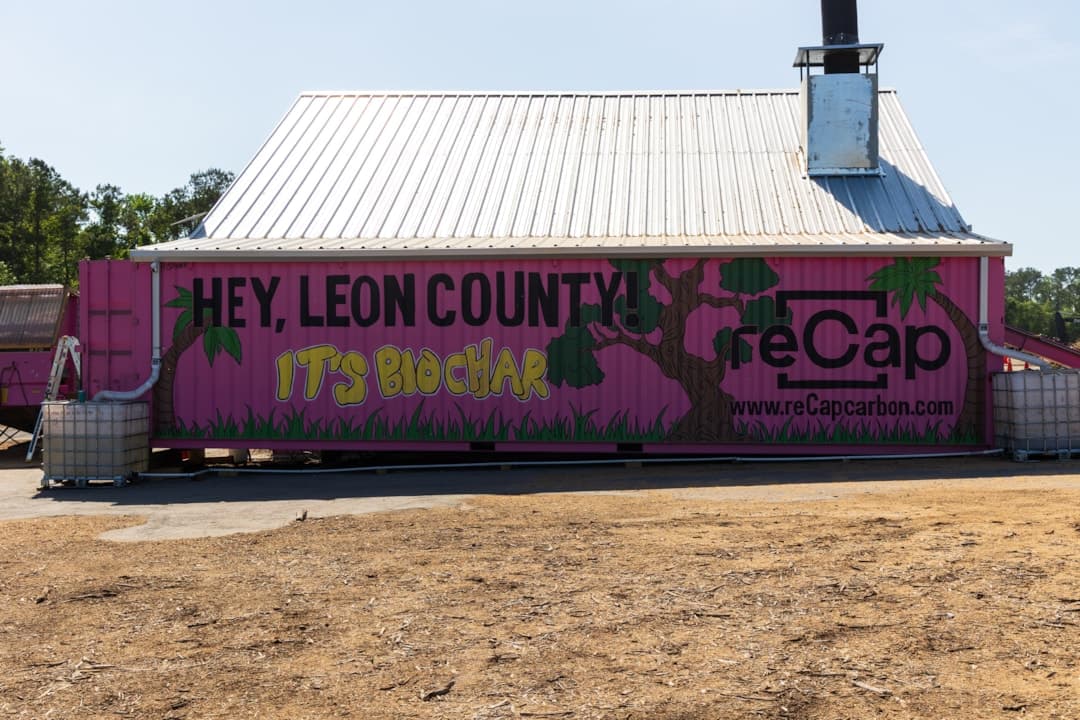 HEY, LEON COUNTY!
IT'S BIOCHAR
reCap
www.reCapcarbon.com